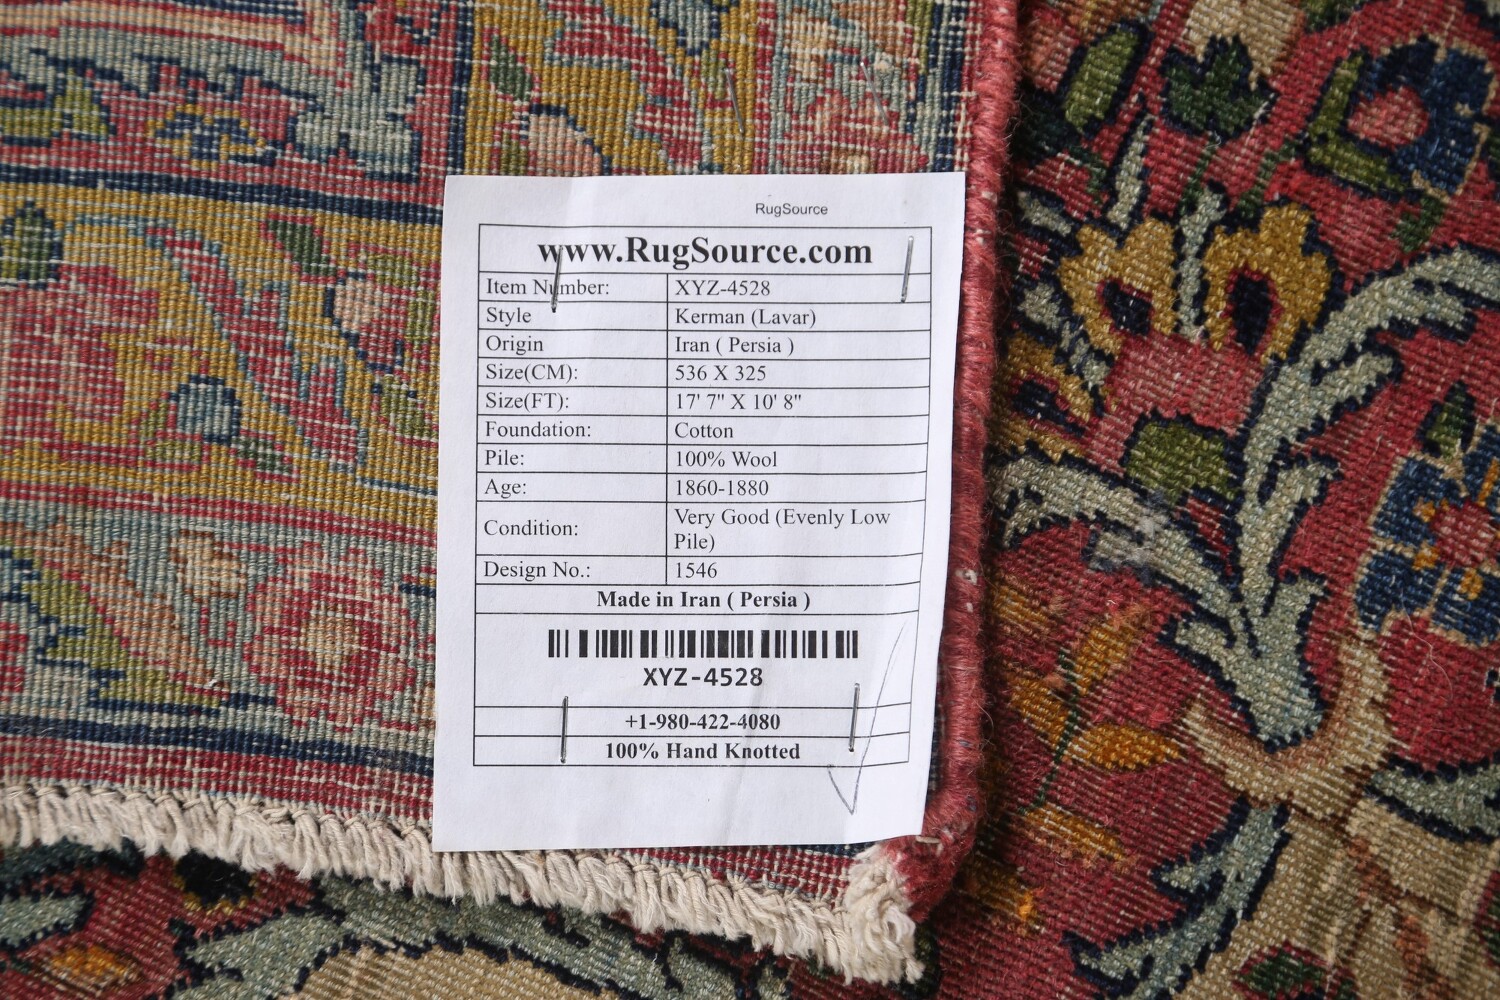 RugSource
www.RugSource.com
Item Number: XYZ-4528
Style Kerman (Lavar)
Origin Iran ( Persia )
Size(CM): 536 X 325
Size(FT): 17' 7" X 10' 8"
Foundation: Cotton
Pile: 100% Wool
Age: 1860-1880
Condition: Very Good (Evenly Low
Pile)
Design No.: 1546
Made in Iran ( Persia )
XYZ-4528
+1-980-422-4080
100% Hand Knotted